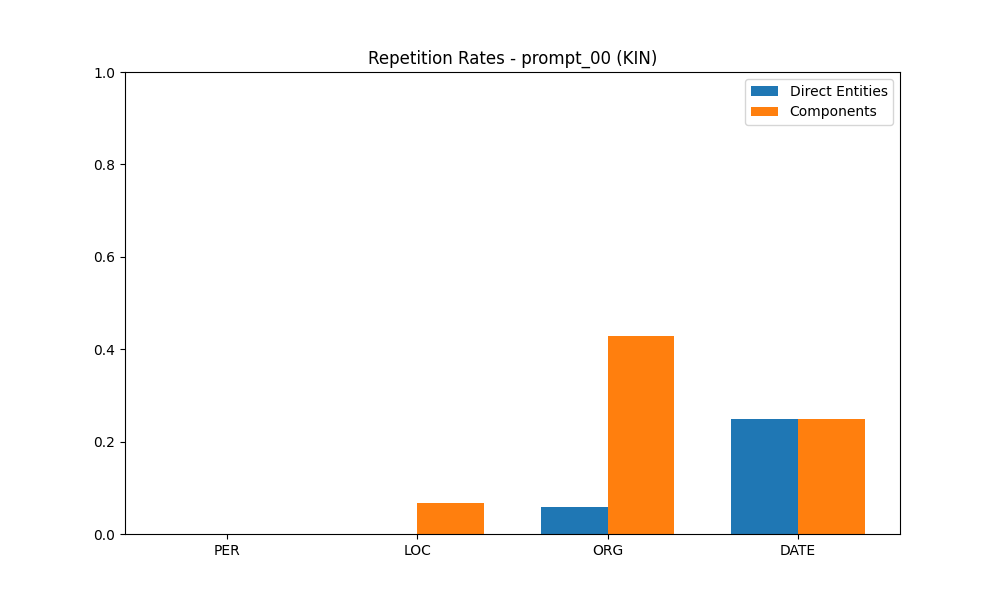 Repetition Rates - prompt_00 (KIN)
1.0
0.8
0.6
0.4
0.2
0.0
Direct Entities
Components
PER LOC ORG DATE